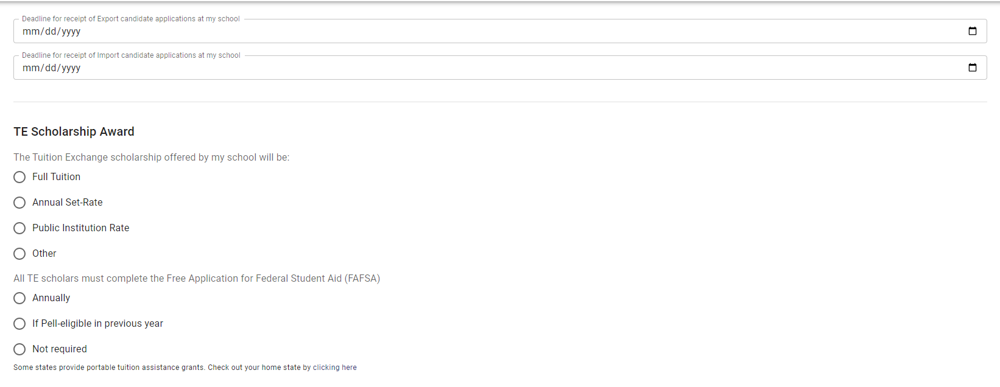 Deadline for receipt of Export candidate applications at my school
mm/dd/yyyy
Deadline for receipt of Import candidate applications at my school
mm/dd/yyyy
TE Scholarship Award
The Tuition Exchange scholarship offered by my school will be:
Full Tuition
Annual Set-Rate
Public Institution Rate
Other
All TE scholars must complete the Free Application for Federal Student Aid (FAFSA)
Annually
If Pell-eligible in previous year
Not required
Some states provide portable tuition assistance grants. Check out your home state by clicking here